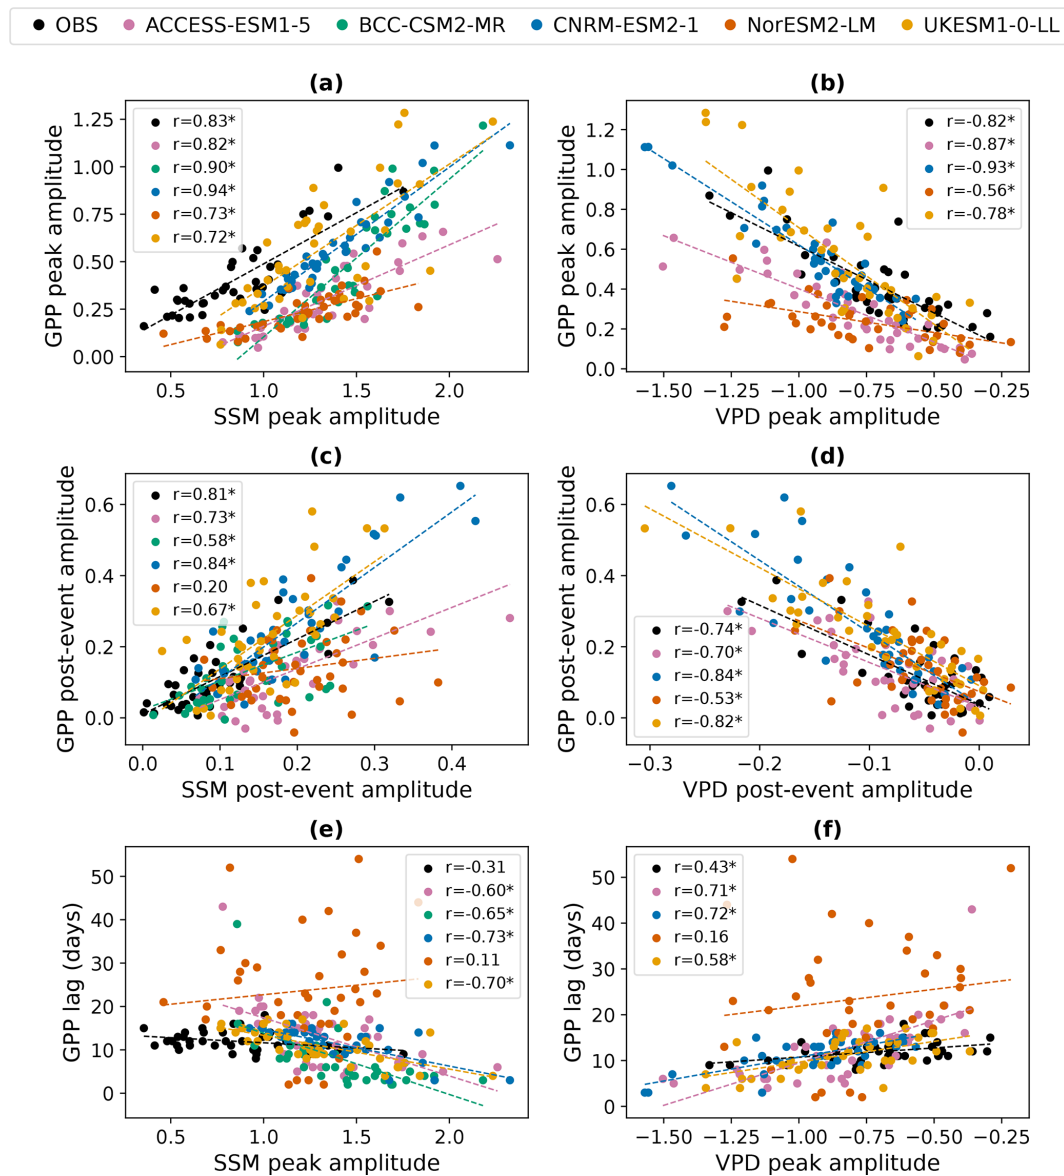 OBS ACCESS-ESM1-5 BCC-CSM2-MR CNRM-ESM2-1 NorESM2-LM UKESM1-0-LL
(a)
GPP peak amplitude
1.25
1.00
0.75
0.50
0.25
0.00
r=0.83*
r=0.82*
r=0.90*
r=0.94*
r=0.73*
r=0.72*
0.5 1.0 1.5 2.0
SSM peak amplitude
(b)
GPP peak amplitude
1.2
1.0
0.8
0.6
0.4
0.2
0.0
r=-0.82*
r=-0.87*
r=-0.93*
r=-0.56*
r=-0.78*
−1.50 −1.25 −1.00 −0.75 −0.50 −0.25
VPD peak amplitude
(c)
GPP post-event amplitude
0.6
0.4
0.2
0.0
r=0.81*
r=0.73*
r=0.58*
r=0.84*
r=0.20
r=0.67*
0.0 0.1 0.2 0.3 0.4
SSM post-event amplitude
(d)
GPP post-event amplitude
0.6
0.4
0.2
0.0
r=-0.74*
r=-0.70*
r=-0.84*
r=-0.53*
r=-0.82*
−0.3 −0.2 −0.1 0.0
VPD post-event amplitude
(e)
GPP lag (days)
50
40
30
20
10
0
r=-0.31
r=-0.60*
r=-0.65*
r=-0.73*
r=0.11
r=-0.70*
0.5 1.0 1.5 2.0
SSM peak amplitude
(f)
GPP lag (days)
50
40
30
20
10
0
r=0.43*
r=0.71*
r=0.72*
r=0.16
r=0.58*
−1.50 −1.25 −1.00 −0.75 −0.50 −0.25
VPD peak amplitude